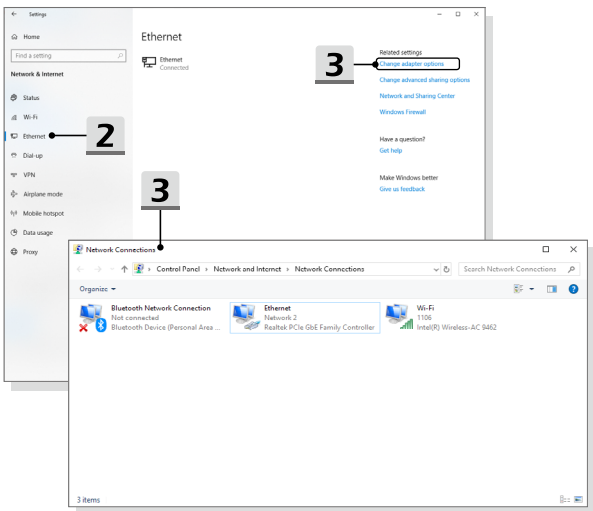 Settings
Home
Ethernet
Find a setting
Ethernet
Connected
Related settings
Change adapter options
3
Network & Internet
Change advanced sharing options
Status
Network and Sharing Center
Wi-Fi
Windows Firewall
Ethernet
2
Dial-up
Have a question?
Get help
VPN
Airplane mode
3
Make Windows better
Give us feedback
Mobile hotspot
Data usage
Proxy
Network Connections
Control Panel › Network and Internet › Network Connections
Search Network Connections
Organize
Bluetooth Network Connection
Not connected
Bluetooth Device (Personal Area ...
Ethernet
Network 2
Realtek PCIe GbE Family Controller
Wi-Fi
1106
Intel(R) Wireless-AC 9462
3 items